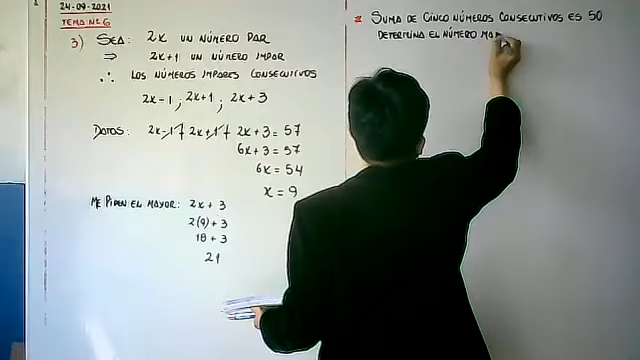 24-09-2021
TEMA Nº 6
3) SEA: 2x UN NÚMERO PAR
⇒ 2x+1 UN NÚMERO IMPAR
∴ LOS NÚMEROS IMPARES CONSECUTIVOS
2x-1 ; 2x+1 ; 2x+3
DATOS: 2x-1+2x+1+2x+3=57
6x+3=57
6x=54
x=9
ME PIDEN EL MAYOR: 2x+3
2(9)+3
18+3
21
SUMA DE CINCO NÚMEROS CONSECUTIVOS ES 50
DETERMINA EL NÚMERO MA